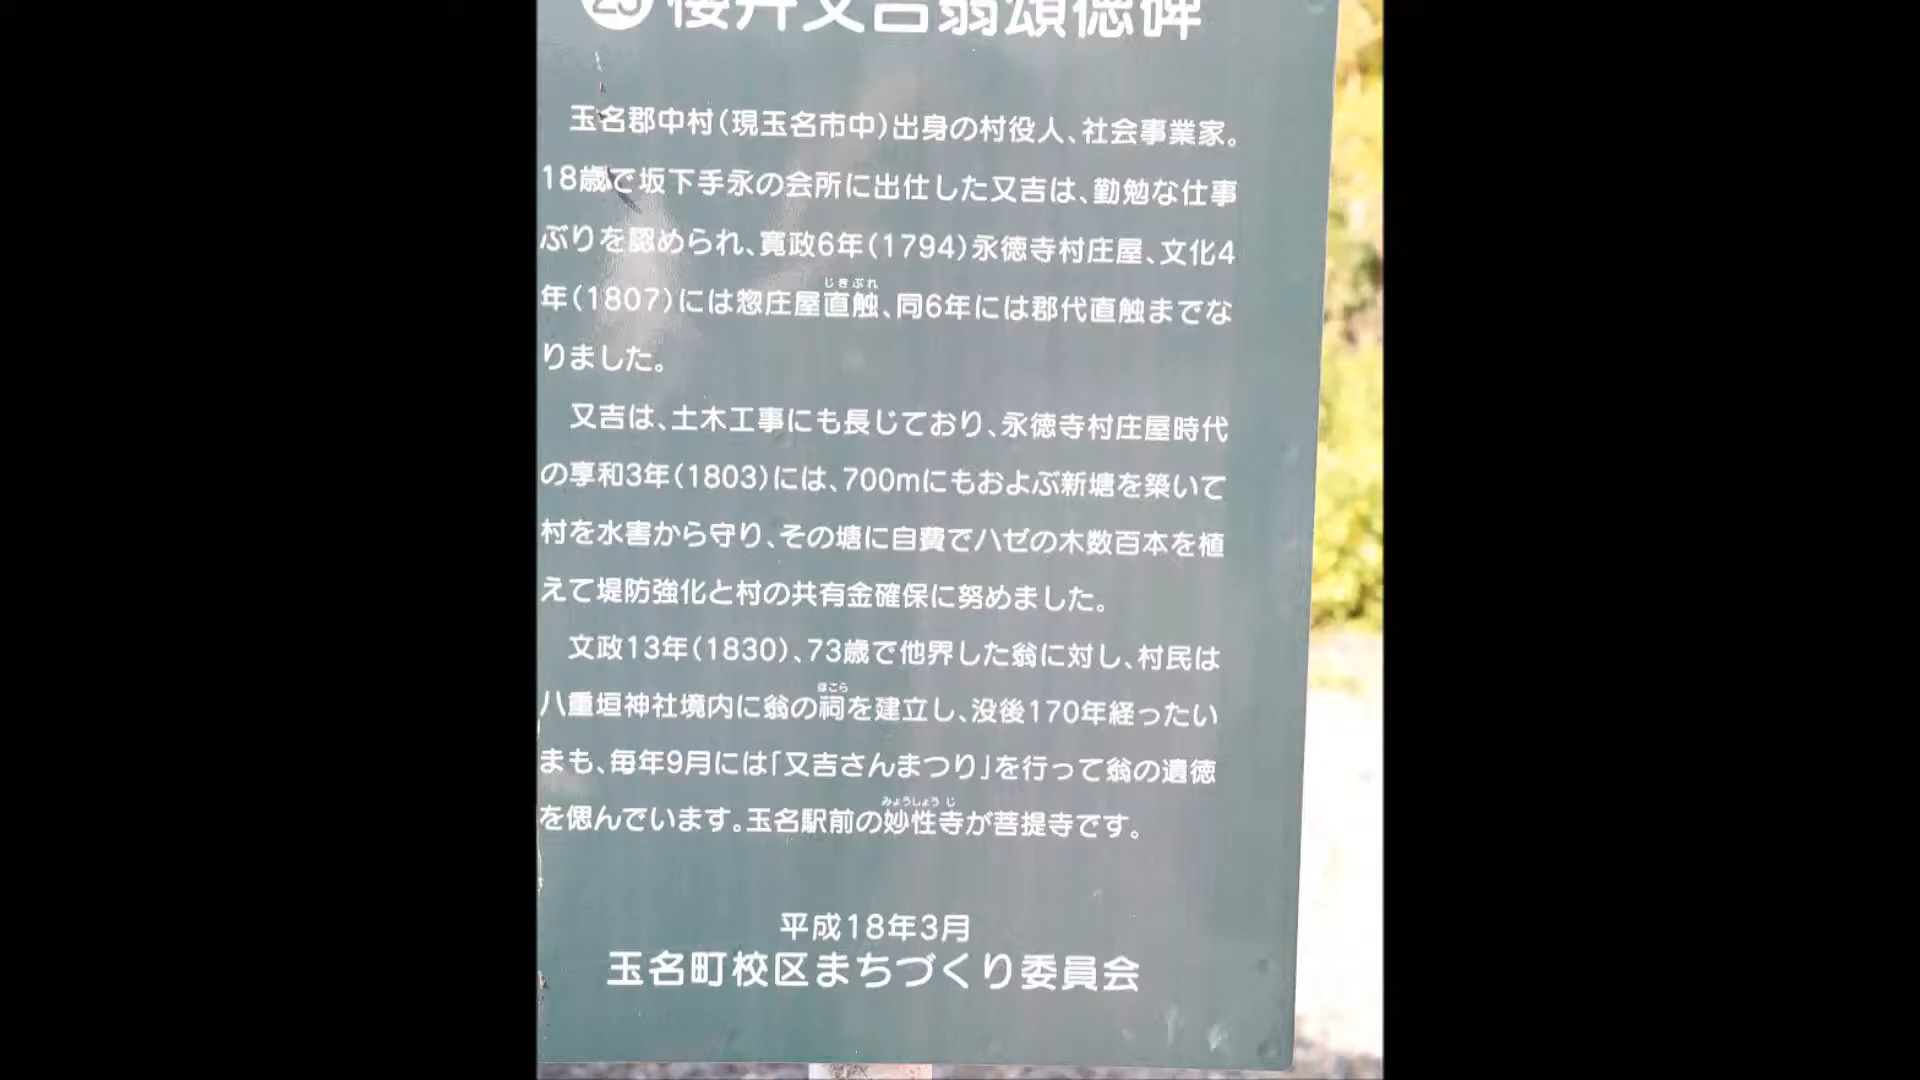 櫻井又吉翁頌徳碑
玉名郡中村（現玉名市中）出身の村役人、社会事業家。
18歳で坂下手永の会所に出仕した又吉は、勤勉な仕事
ぶりを認められ、寛政6年（1794）永徳寺村庄屋、文化4
じきぶれ
年（1807）には惣庄屋直触、同6年には郡代直触までな
りました。
又吉は、土木工事にも長じており、永徳寺村庄屋時代
の享和3年（1803）には、700mにもおよぶ新塘を築いて
村を水害から守り、その塘に自費でハゼの木数百本を植
えて堤防強化と村の共有金確保に努めました。
文政13年（1830）、73歳で他界した翁に対し、村民は
ほこら
八重垣神社境内に翁の祠を建立し、没後170年経ったい
まも、毎年9月には「又吉さんまつり」を行って翁の遺徳
みょうしょうじ
を偲んでいます。玉名駅前の妙性寺が菩提寺です。
平成18年3月
玉名町校区まちづくり委員会